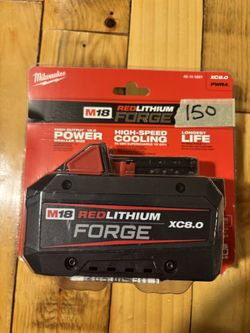 Milwaukee
XC8.0
M18 REDLITHIUM
FORGE
150
POWER
HIGH-SPEED
COOLING
LONGEST
LIFE
M18 REDLITHIUM
FORGE XC8.0